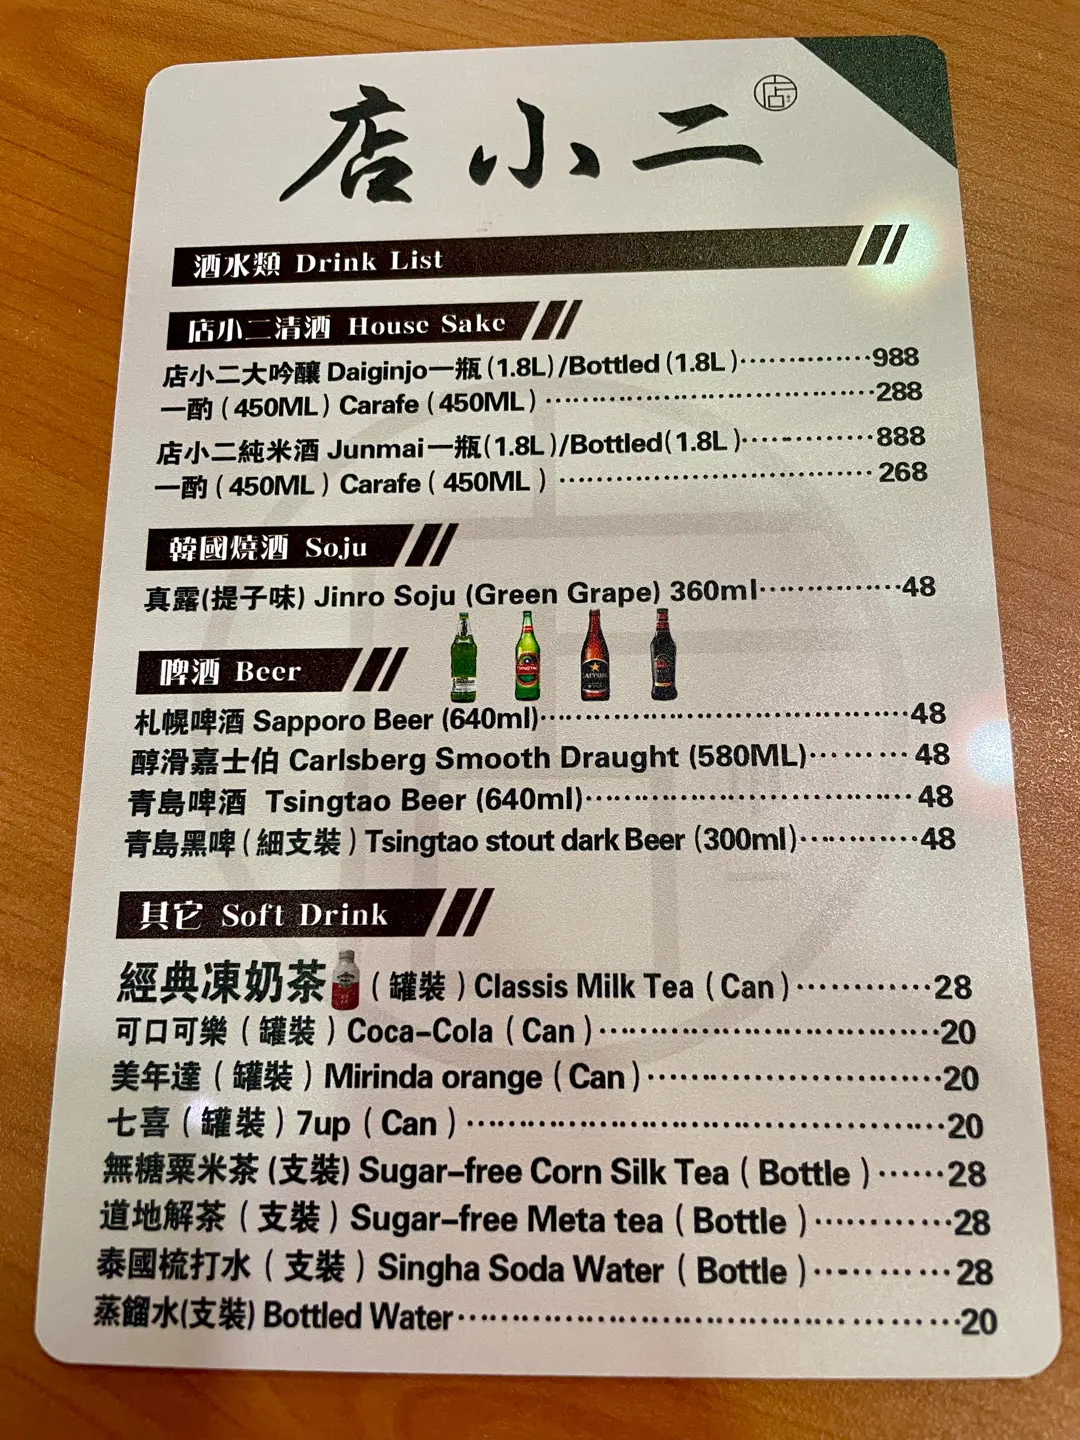 店小二
店
酒水類 Drink List
店小二清酒 House Sake
店小二大吟釀 Daiginjo一瓶(1.8L)/Bottled(1.8L)··············988
一酌(450ML)Carafe(450ML)··································288
店小二純米酒 Junmai一瓶(1.8L)/Bottled(1.8L)··············888
一酌(450ML)Carafe(450ML)································268
韓國燒酒 Soju
真露(提子味) Jinro Soju (Green Grape) 360ml···············48
啤酒 Beer
TSINGTAO
SAPPORO
札幌啤酒 Sapporo Beer (640ml)········································48
醇滑嘉士伯 Carlsberg Smooth Draught (580ML)·········48
青島啤酒 Tsingtao Beer (640ml)···································48
青島黑啤(細支裝)Tsingtao stout dark Beer (300ml)············48
其它 Soft Drink
經典凍奶茶(罐裝)Classis Milk Tea(Can)············28
可口可樂(罐裝)Coca-Cola(Can)····································20
美年達(罐裝)Mirinda orange(Can)································20
七喜(罐裝)7up(Can)··················································20
無糖粟米茶(支裝)Sugar-free Corn Silk Tea(Bottle)······28
道地解茶(支裝)Sugar-free Meta tea(Bottle)············28
泰國梳打水(支裝)Singha Soda Water(Bottle)···········28
蒸餾水(支裝)Bottled Water··················································20